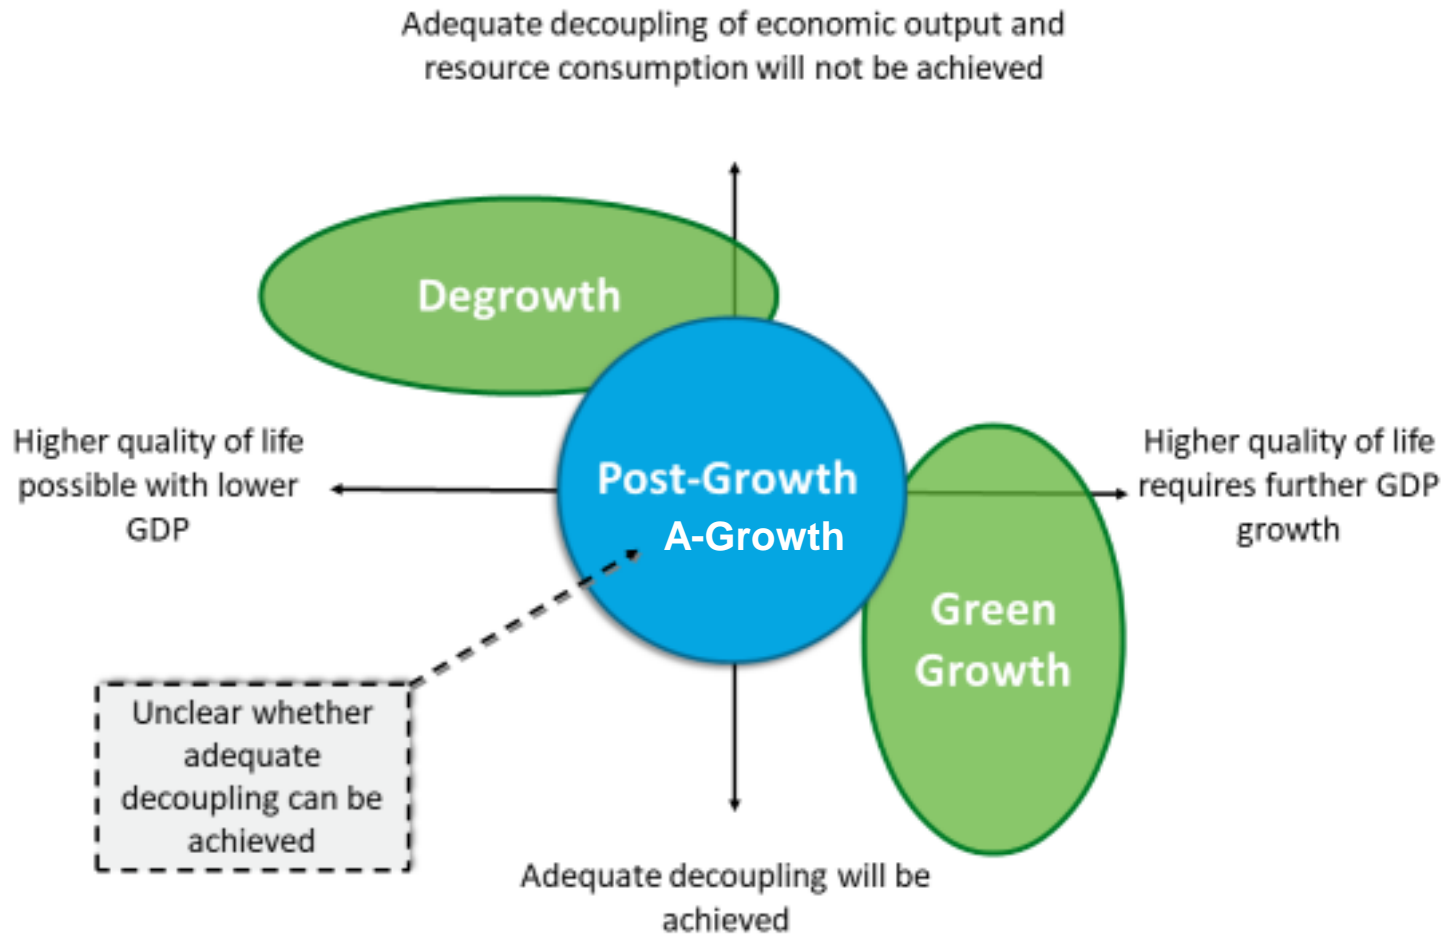 Adequate decoupling of economic output and
resource consumption will not be achieved
Degrowth
Higher quality of life
possible with lower
GDP
Post-Growth
A-Growth
Higher quality of life
requires further GDP
growth
Green
Growth
Unclear whether
adequate
decoupling can be
achieved
Adequate decoupling will be
achieved